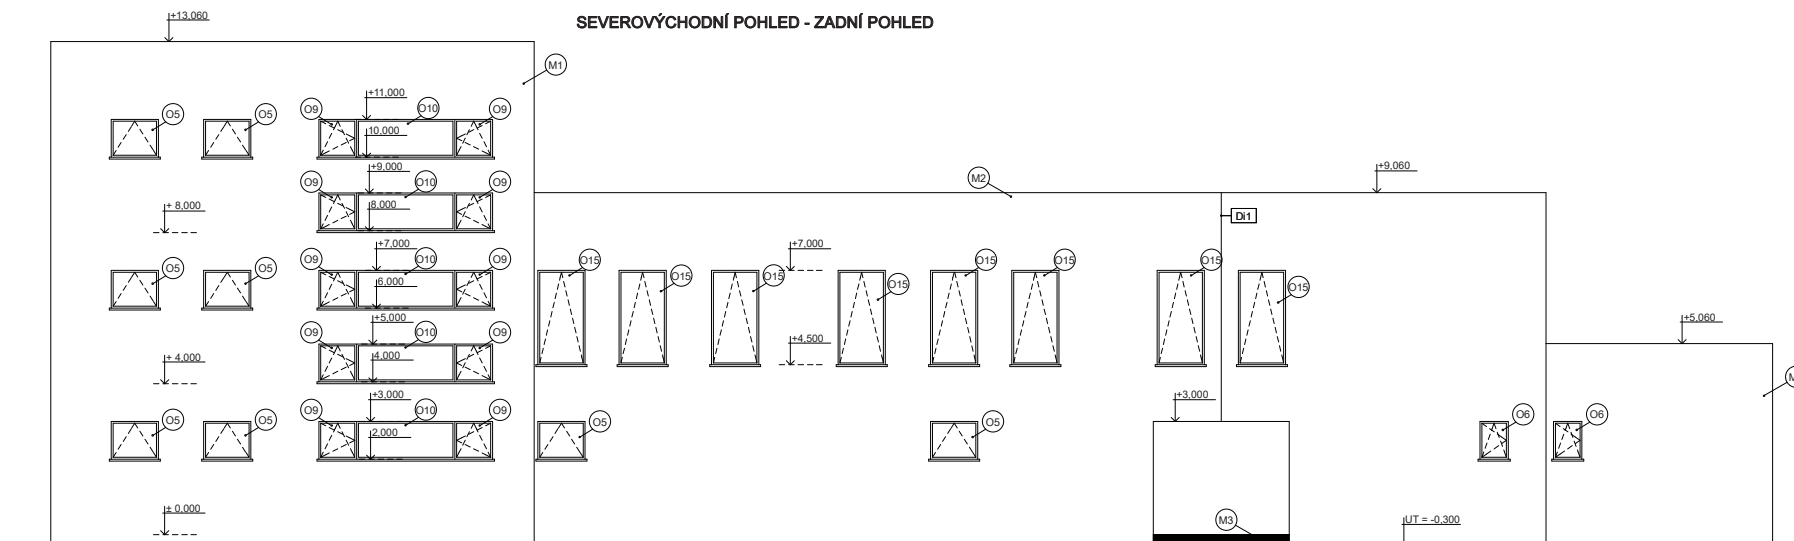 +13,060
SEVEROVÝCHODNÍ POHLED - ZADNÍ POHLED
M1
+11,000
O5
O5
O9
O10
O9
10,000
+9,000
+9,060
M2
O9
O10
O9
+ 8,000
8,000
Di1
+7,000
+7,000
O5
O5
O9
O10
O9
O15
O15
O15
O15
O15
O15
O15
O15
6,000
+5,000
+5,060
O9
O10
O9
+4,500
+ 4,000
4,000
+3,000
+3,000
O5
O5
O9
O10
O9
O5
O5
O6
O6
2,000
± 0,000
M3
UT = -0,300